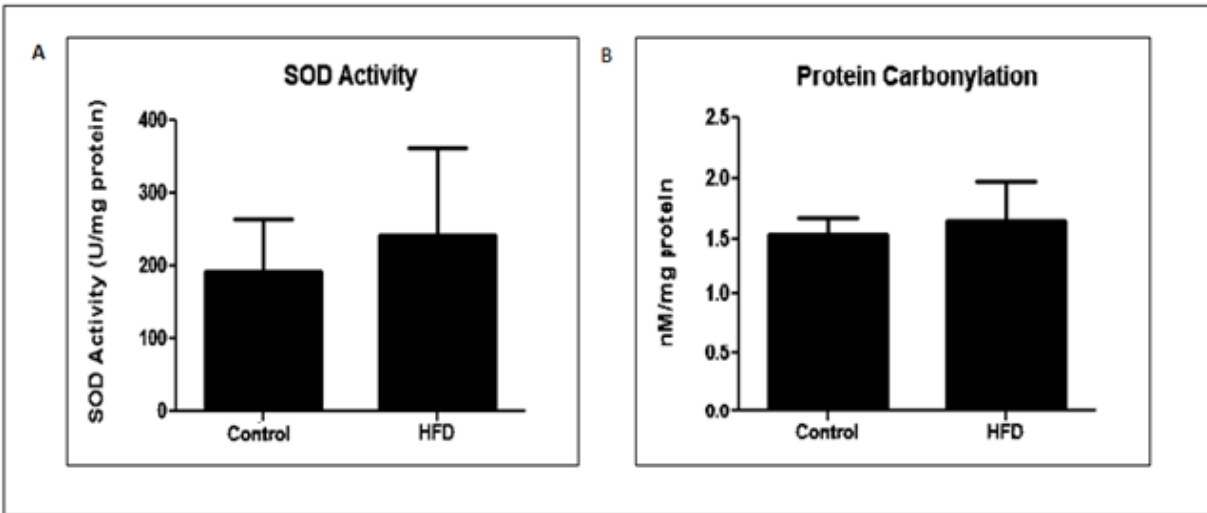 A
SOD Activity
SOD Activity (U/mg protein)
400
300
200
100
0
Control
HFD
B
Protein Carbonylation
nM/mg protein
2.5
2.0
1.5
1.0
0.5
0.0
Control
HFD